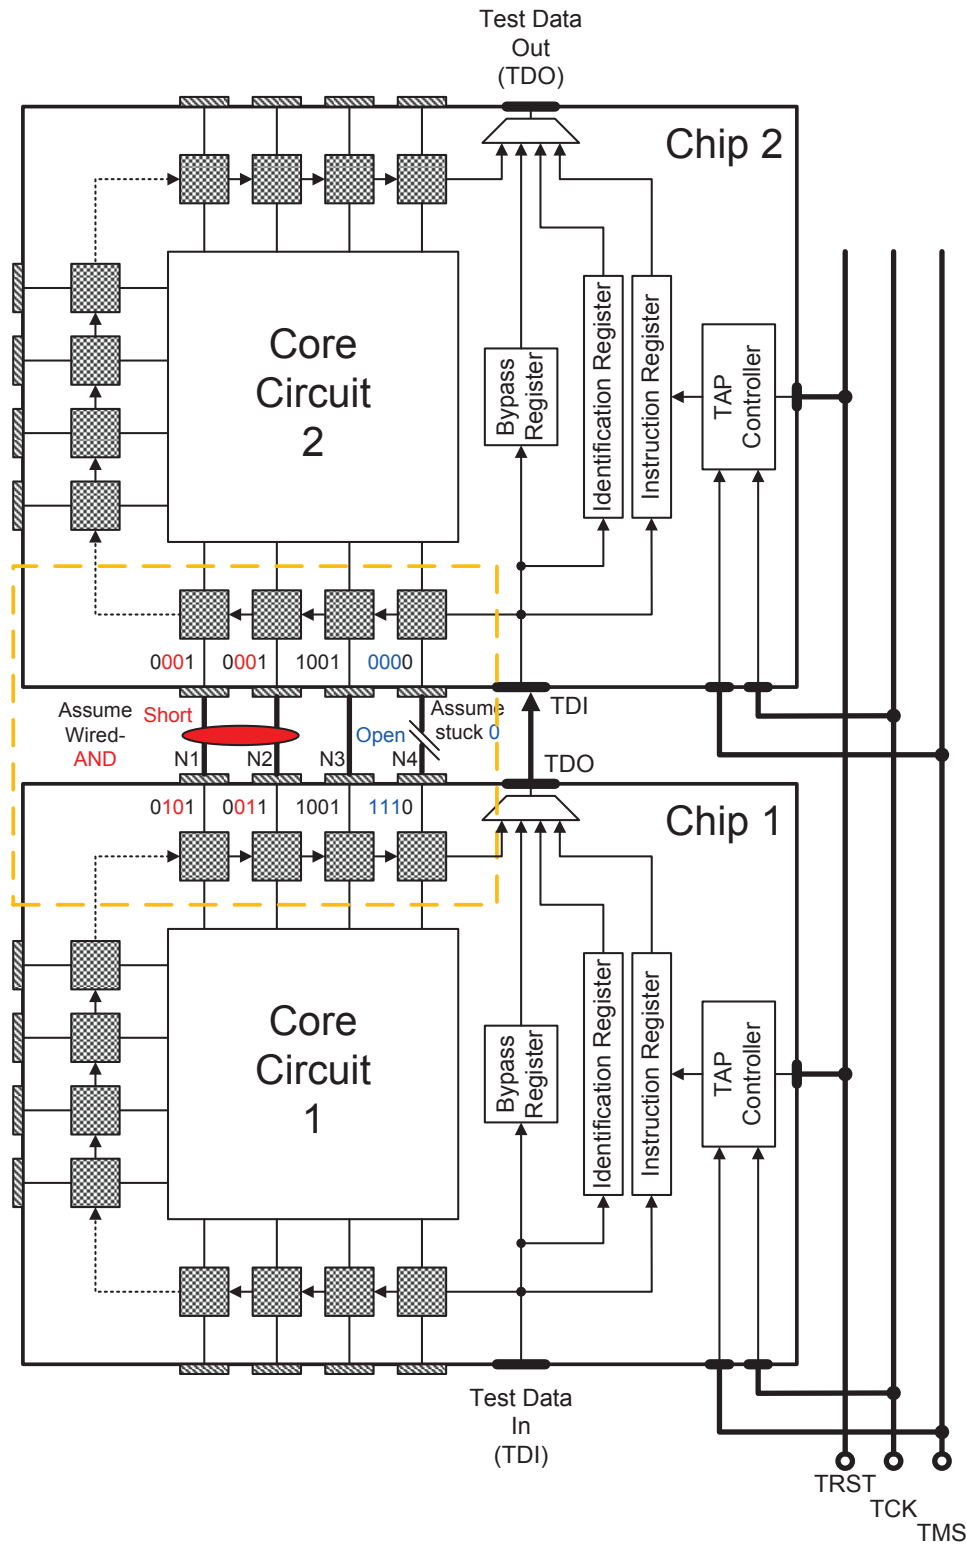 Test Data
Out
(TDO)
Chip 2
Core
Circuit
2
Bypass
Register
Identification Register
Instruction Register
TAP
Controller
0001 0001 1001 0000
TDI
Assume
Wired-
AND
Short
Open
Assume
stuck 0
N1 N2 N3 N4
TDO
0101 0011 1001 1110
Chip 1
Core
Circuit
1
Bypass
Register
Identification Register
Instruction Register
TAP
Controller
Test Data
In
(TDI)
TRST
TCK
TMS